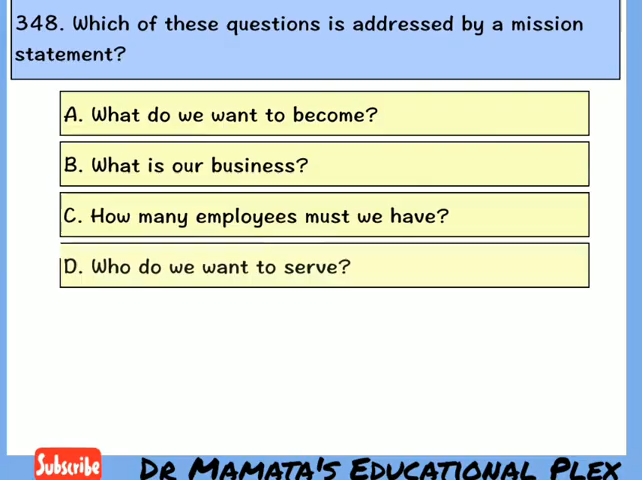 348. Which of these questions is addressed by a mission
statement?
A. What do we want to become?
B. What is our business?
C. How many employees must we have?
D. Who do we want to serve?
Subscribe
Dr Mamata's Educational Plex